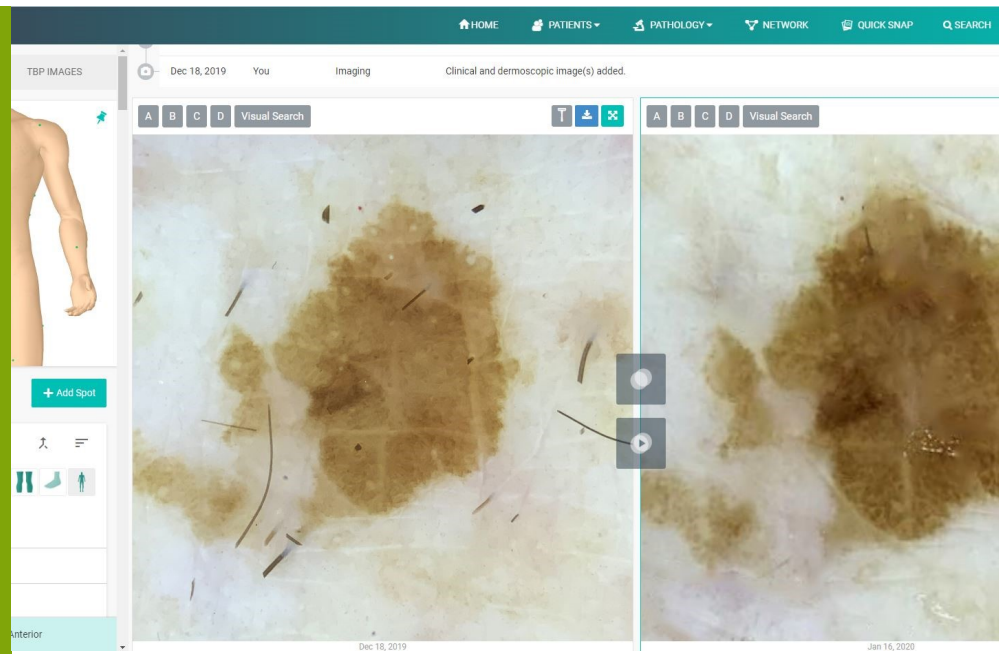 HOME PATIENTS PATHOLOGY NETWORK QUICK SNAP SEARCH
TBP IMAGES
Dec 18, 2019 You Imaging Clinical and dermoscopic image(s) added.
A B C D Visual Search T
A B C D Visual Search
+ Add Spot
Anterior
Dec 18, 2019
Jan 16, 2020